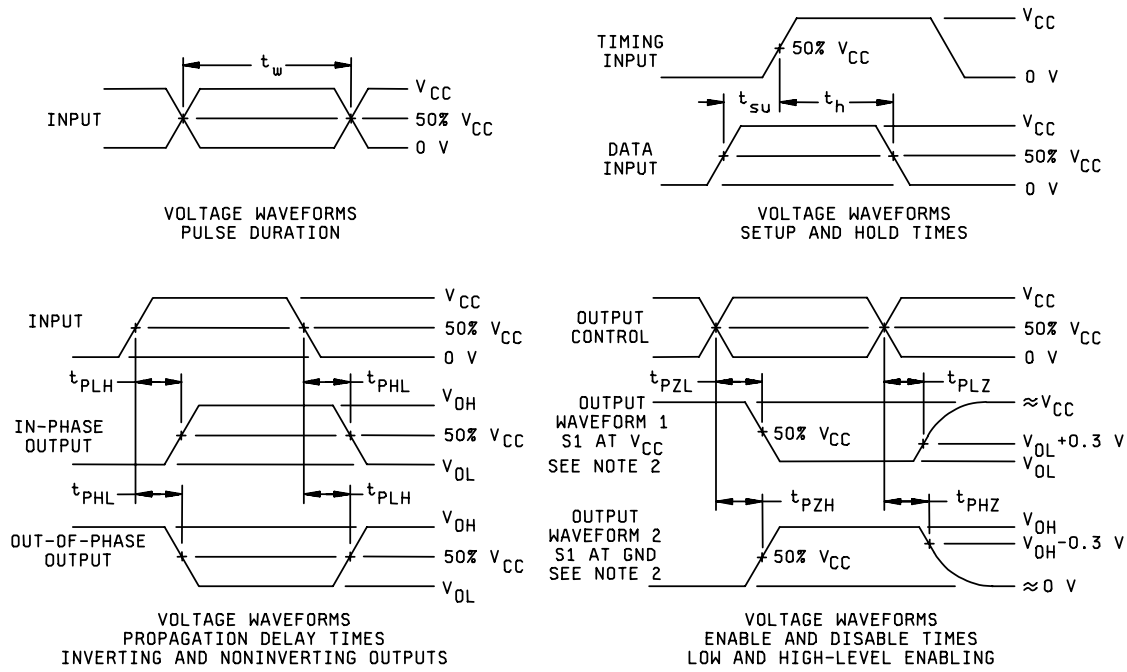 t_w
INPUT
V_CC
50% V_CC
0 V
VOLTAGE WAVEFORMS
PULSE DURATION
TIMING
INPUT
50% V_CC
V_CC
0 V
t_su
t_h
DATA
INPUT
V_CC
50% V_CC
0 V
VOLTAGE WAVEFORMS
SETUP AND HOLD TIMES
INPUT
V_CC
50% V_CC
0 V
t_PLH
t_PHL
IN-PHASE
OUTPUT
V_OH
50% V_CC
V_OL
t_PHL
t_PLH
OUT-OF-PHASE
OUTPUT
V_OH
50% V_CC
V_OL
VOLTAGE WAVEFORMS
PROPAGATION DELAY TIMES
INVERTING AND NONINVERTING OUTPUTS
OUTPUT
CONTROL
V_CC
50% V_CC
0 V
t_PZL
t_PLZ
OUTPUT
WAVEFORM 1
S1 AT V_CC
SEE NOTE 2
50% V_CC
≈V_CC
V_OL+0.3 V
V_OL
t_PZH
t_PHZ
OUTPUT
WAVEFORM 2
S1 AT GND
SEE NOTE 2
50% V_CC
V_OH
V_OH-0.3 V
≈0 V
VOLTAGE WAVEFORMS
ENABLE AND DISABLE TIMES
LOW AND HIGH-LEVEL ENABLING